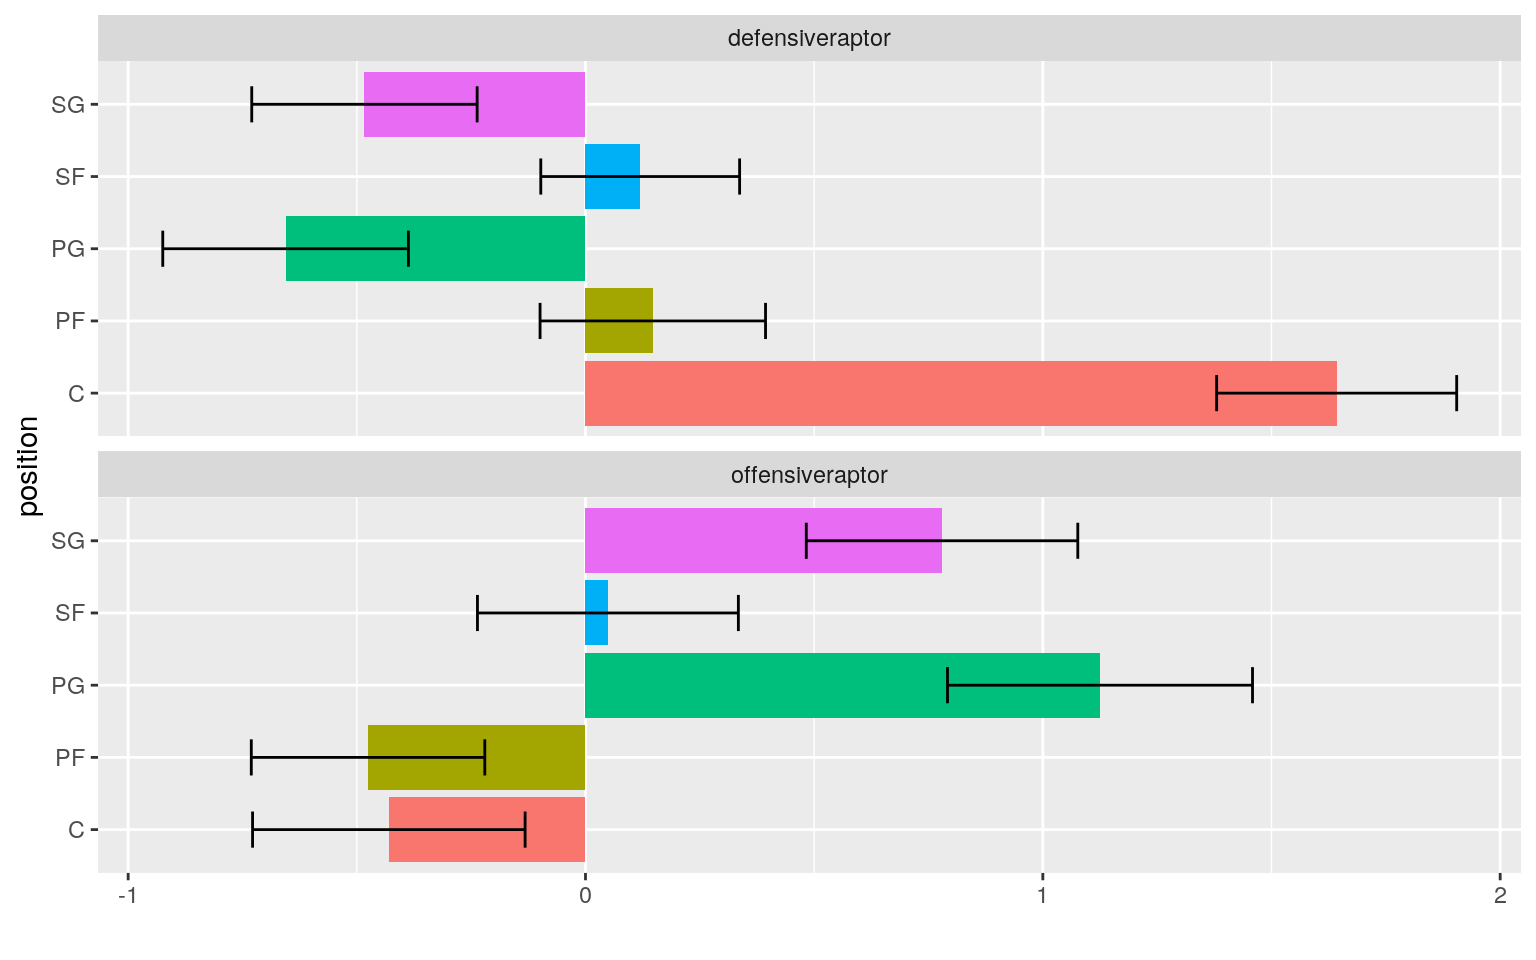 defensiveraptor
SG
SF
PG
PF
C
position
offensiveraptor
SG
SF
PG
PF
C
-1 0 1 2